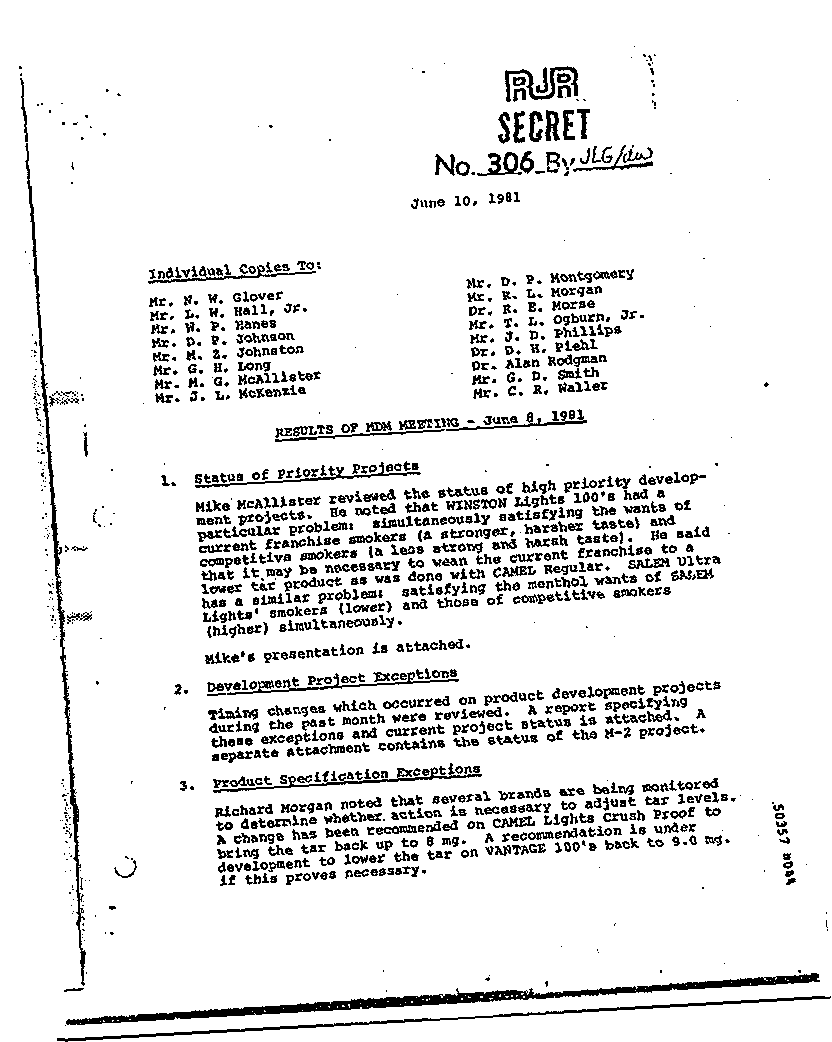 RJR
SECRET
No. 306 By JLG/dw
June 10, 1981
Individual Copies To:
Mr. N. W. Glover
Mr. L. W. Hall, Jr.
Mr. W. P. Hanes
Mr. D. P. Johnson
Mr. M. Z. Johnston
Mr. G. H. Long
Mr. M. G. McAllister
Mr. J. L. McKenzie
Mr. D. P. Montgomery
Mr. R. L. Morgan
Dr. R. E. Morse
Mr. T. L. Ogburn, Jr.
Mr. J. D. Phillips
Dr. D. H. Piehl
Dr. Alan Rodgman
Mr. G. D. Smith
Mr. C. R. Waller
RESULTS OF MDM MEETING - June 8, 1981
1. Status of Priority Projects
Mike McAllister reviewed the status of high priority develop-
ment projects. He noted that WINSTON Lights 100's had a
particular problem: simultaneously satisfying the wants of
current franchise smokers (a stronger, harsher taste) and
competitive smokers (a less strong and harsh taste). He said
that it may be necessary to wean the current franchise to a
lower tar product as was done with CAMEL Regular. SALEM Ultra
has a similar problem: satisfying the menthol wants of SALEM
Lights' smokers (lower) and those of competitive smokers
(higher) simultaneously.
Mike's presentation is attached.
2. Development Project Exceptions
Timing changes which occurred on product development projects
during the past month were reviewed. A report specifying
these exceptions and current project status is attached. A
separate attachment contains the status of the M-2 project.
3. Product Specification Exceptions
Richard Morgan noted that several brands are being monitored
to determine whether action is necessary to adjust tar levels.
A change has been recommended on CAMEL Lights Crush Proof to
bring the tar back up to 8 mg. A recommendation is under
development to lower the tar on VANTAGE 100's back to 9.0 mg.
if this proves necessary.
50357